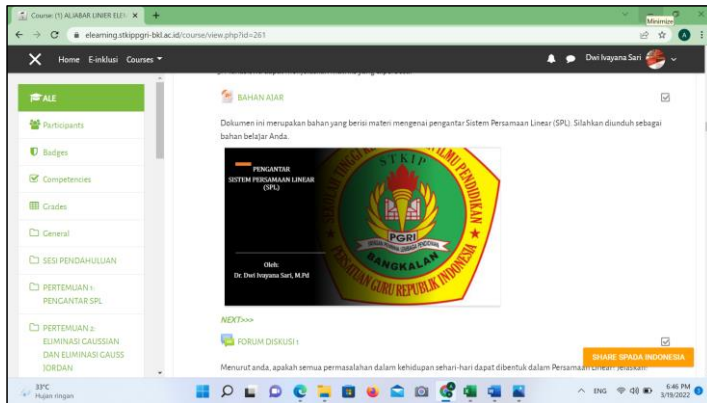 Course: (1) ALJABAR LINIER ELEM
Minimize
elearning.stkippgri-bkl.ac.id/course/view.php?id=261
Home E-inklusi Courses
Dwi Ivayana Sari
ALE
Participants
Badges
Competencies
Grades
General
SESI PENDAHULUAN
PERTEMUAN 1:
PENGANTAR SPL
PERTEMUAN 2:
ELIMINASI GAUSSIAN
DAN ELIMINASI GAUSS
JORDAN
BAHAN AJAR
Dokumen ini merupakan bahan yang berisi materi mengenai pengantar Sistem Persamaan Linear (SPL). Silahkan diunduh sebagai
bahan belajar Anda.
PENGANTAR
SISTEM PERSAMAAN LINEAR
(SPL)
Oleh:
Dr. Dwi Ivayana Sari, M.Pd
STKIP
PGRI
BANGKALAN
PERSATUAN GURU REPUBLIK INDONESIA
NEXT>>>
FORUM DISKUSI 1
SHARE SPADA INDONESIA
Menurut anda, apakah semua permasalahan dalam kehidupan sehari-hari dapat dibentuk dalam Persamaan Linear? Jelaskan!
33°C
Hujan ringan
ENG
6:46 PM
3/19/2022